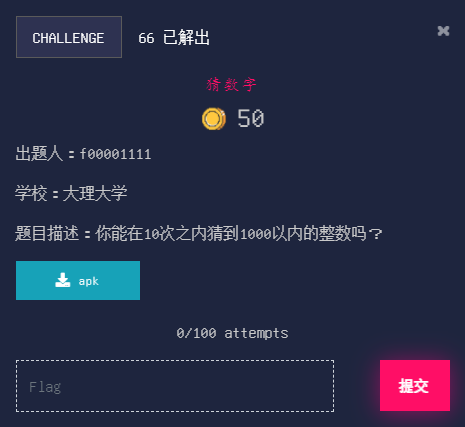 CHALLENGE 66 已解出 ×
猜数字
50
出题人：f00001111
学校：大理大学
题目描述：你能在10次之内猜到1000以内的整数吗？
apk
0/100 attempts
Flag 提交